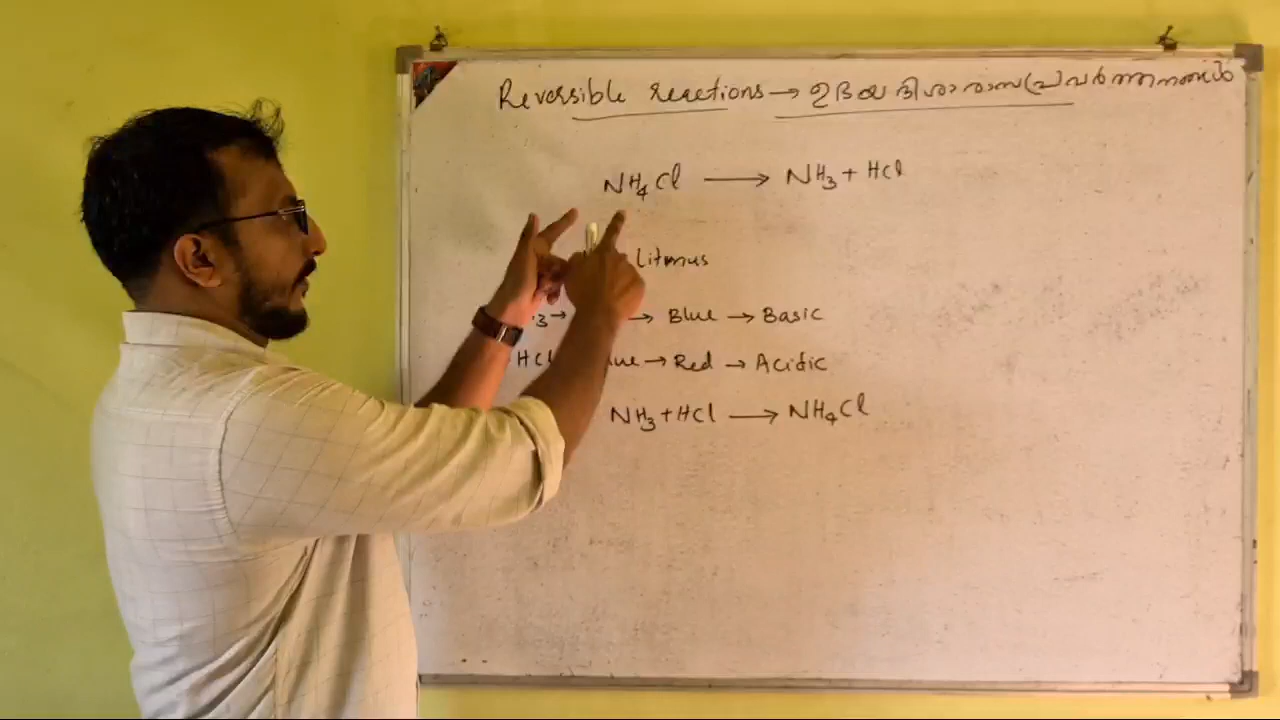 Reversible reactions → ഉഭയദിശാരാസപ്രവർത്തനങ്ങൾ
NH₄Cl ⟶ NH₃ + HCl
litmus
₃→ → Blue → Basic
HCl → Red → Acidic
NH₃+HCl ⟶ NH₄Cl